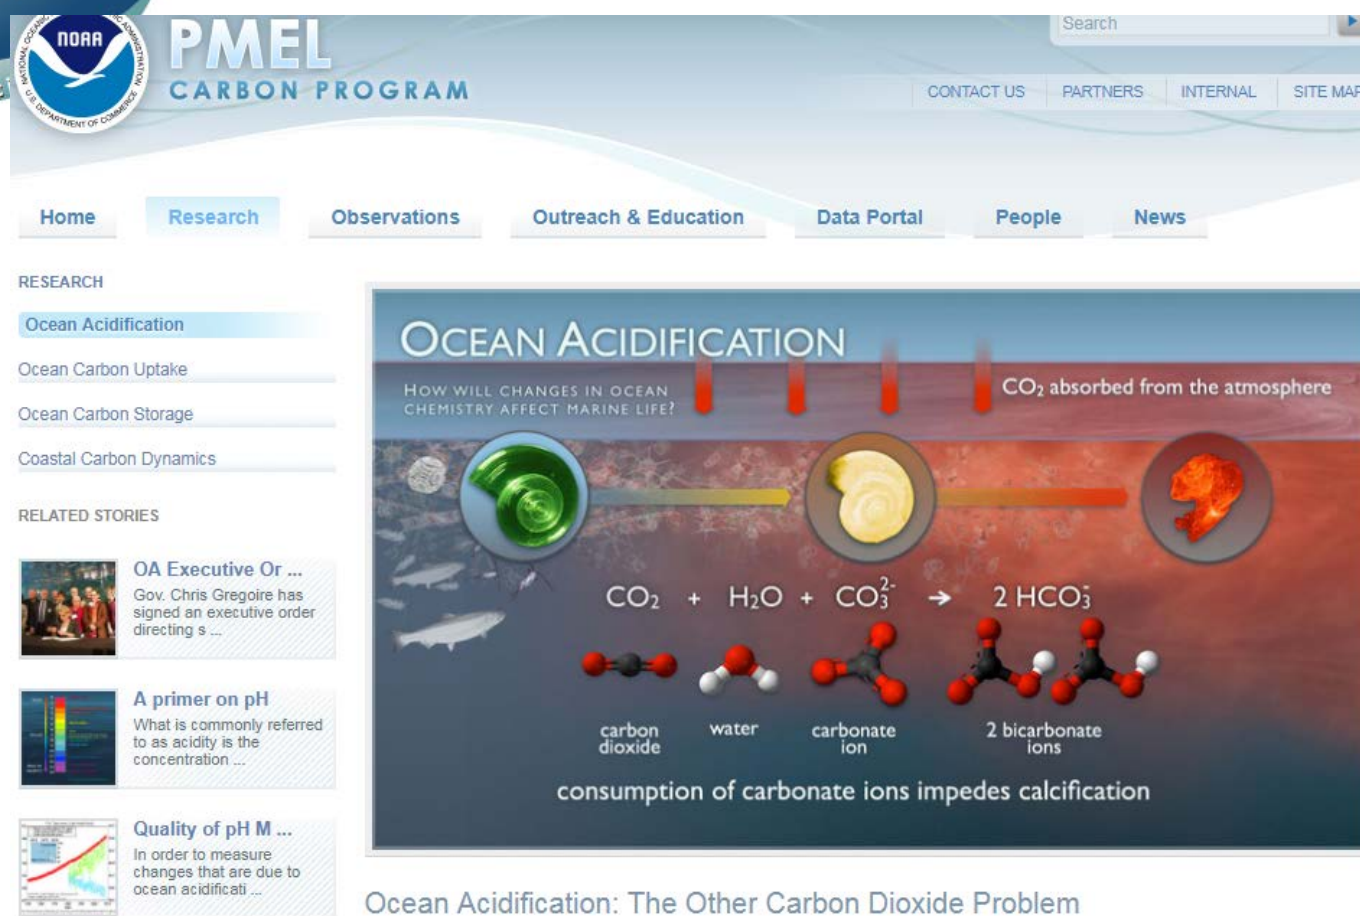 NOAA
NATIONAL OCEANIC
ADMINISTRATION
U.S. DEPARTMENT OF COMMERCE
PMEL
CARBON PROGRAM
Search
CONTACT US PARTNERS INTERNAL SITE MAP
Home Research Observations Outreach & Education Data Portal People News
RESEARCH
Ocean Acidification
Ocean Carbon Uptake
Ocean Carbon Storage
Coastal Carbon Dynamics
RELATED STORIES
OA Executive Or ...
Gov. Chris Gregoire has
signed an executive order
directing s ...
A primer on pH
What is commonly referred
to as acidity is the
concentration ...
Quality of pH M ...
In order to measure
changes that are due to
ocean acidificati ...
OCEAN ACIDIFICATION
HOW WILL CHANGES IN OCEAN
CHEMISTRY AFFECT MARINE LIFE?
CO₂ absorbed from the atmosphere
CO₂ + H₂O + CO₃²⁻ → 2 HCO₃⁻
carbon
dioxide
water
carbonate
ion
2 bicarbonate
ions
consumption of carbonate ions impedes calcification
Ocean Acidification: The Other Carbon Dioxide Problem